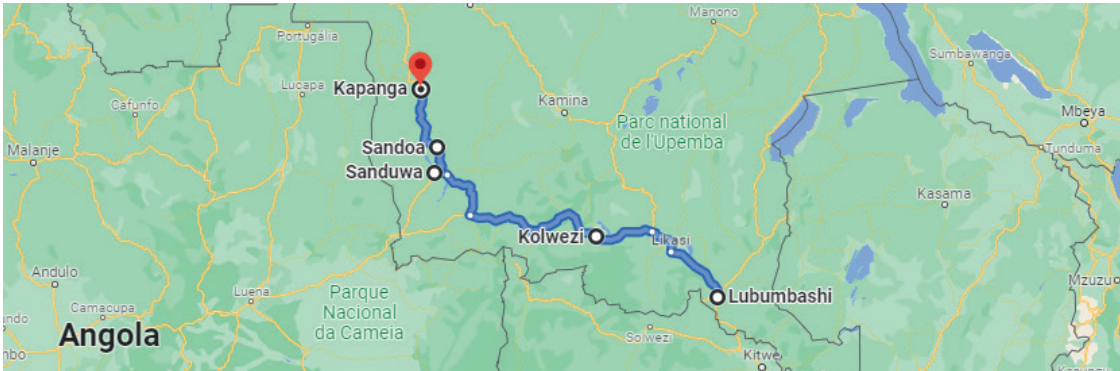 Manono
Portugália
Sumbawanga
Kapanga
Lucapa
Kamina
Cafunfo
Mbeya
Parc national
de l'Upemba
Malanje
Sandoa
Tunduma
Sanduwa
Kasama
Kolwezi
Likasi
Andulo
Luena
Parque
Nacional
da Cameia
Lubumbashi
Mzuzu
Camacupa
Angola
Solwezi
Kitwe